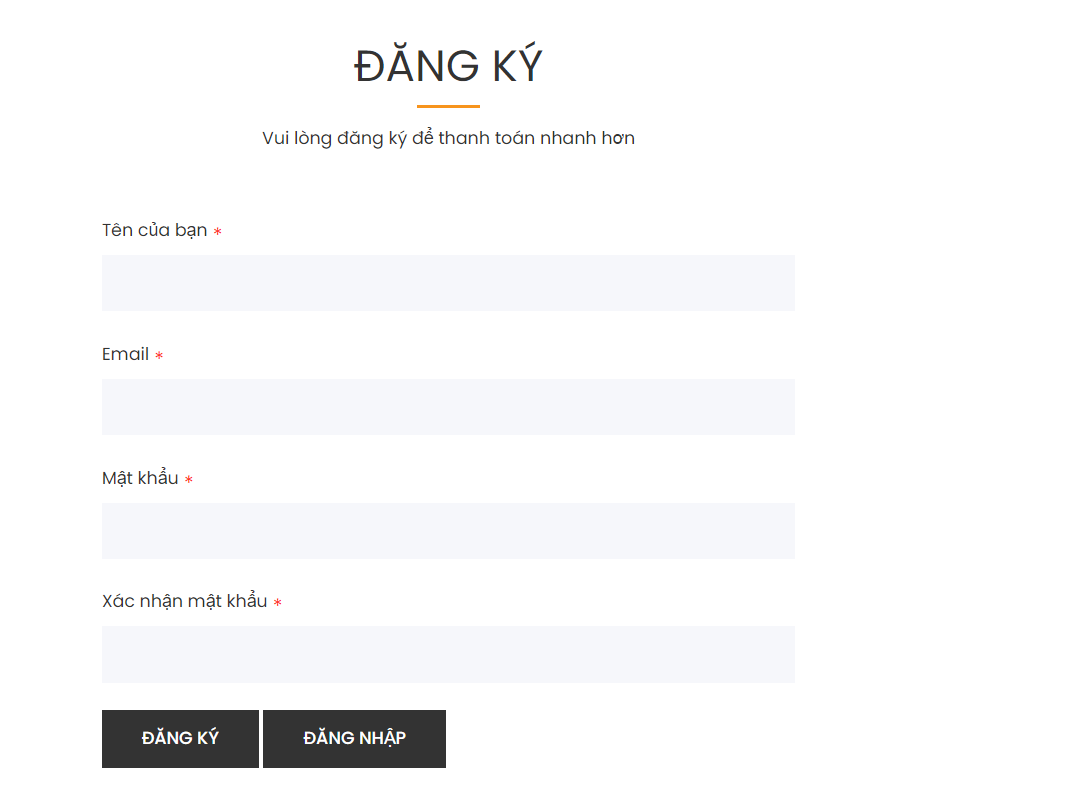 ĐĂNG KÝ
Vui lòng đăng ký để thanh toán nhanh hơn
Tên của bạn *
Email *
Mật khẩu *
Xác nhận mật khẩu *
ĐĂNG KÝ ĐĂNG NHẬP